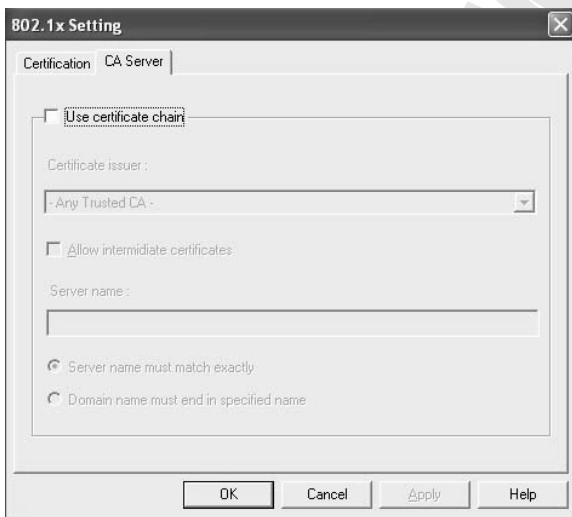 802.1x Setting
Certification CA Server
Use certificate chain
Certificate issuer :
- Any Trusted CA -
Allow intermidiate certificates
Server name :
Server name must match exactly
Domain name must end in specified name
OK Cancel Apply Help